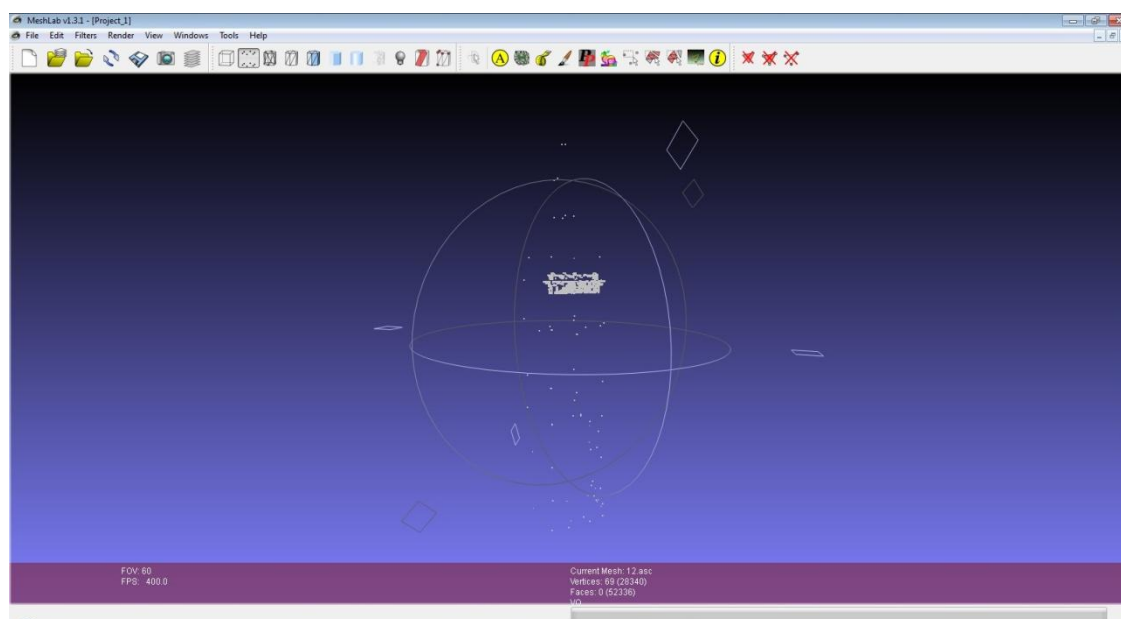 MeshLab v1.3.1 - [Project_1]
File Edit Filters Render View Windows Tools Help
A
i
FOV: 60
FPS: 400.0
Current Mesh: 12.asc
Vertices: 69 (28340)
Faces: 0 (52336)
VQ